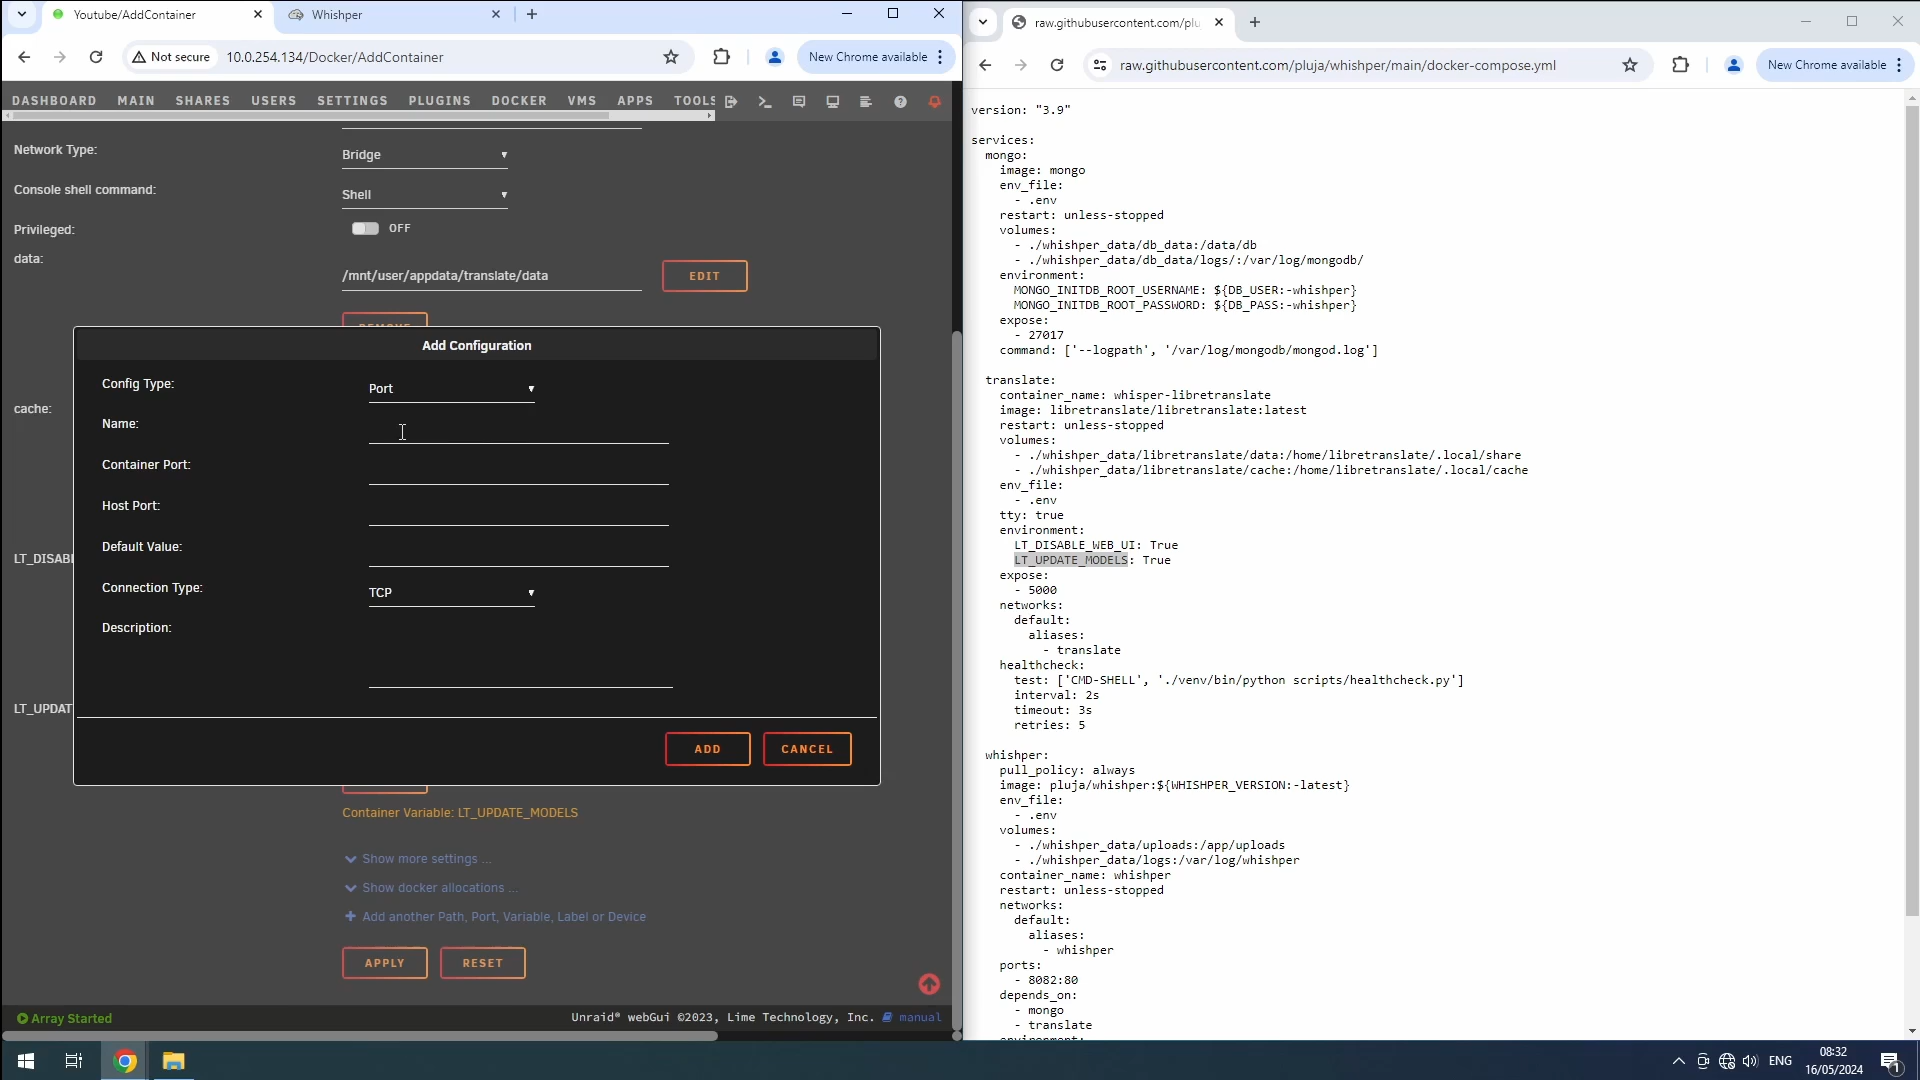 Youtube/AddContainer
Whishper
Not secure
10.0.254.134/Docker/AddContainer
New Chrome available
DASHBOARD MAIN SHARES USERS SETTINGS PLUGINS DOCKER VMS APPS TOOLS
Network Type:
Bridge
Console shell command:
Shell
Privileged:
OFF
data:
/mnt/user/appdata/translate/data
EDIT
Add Configuration
Config Type:
Port
Name:
cache:
Container Port:
Host Port:
Default Value:
LT_DISABL
Connection Type:
TCP
Description:
LT_UPDAT
ADD
CANCEL
Container Variable: LT_UPDATE_MODELS
Show more settings ...
Show docker allocations ...
Add another Path, Port, Variable, Label or Device
APPLY
RESET
Array Started
Unraid® webGui ©2023, Lime Technology, Inc.
manual
raw.githubusercontent.com/plu
raw.githubusercontent.com/pluja/whishper/main/docker-compose.yml
New Chrome available
version: "3.9"
services:
mongo:
image: mongo
env_file:
- .env
restart: unless-stopped
volumes:
- ./whishper_data/db_data:/data/db
- ./whishper_data/db_data/logs/:/var/log/mongodb/
environment:
MONGO_INITDB_ROOT_USERNAME: ${DB_USER:-whishper}
MONGO_INITDB_ROOT_PASSWORD: ${DB_PASS:-whishper}
expose:
- 27017
command: ['--logpath', '/var/log/mongodb/mongod.log']
translate:
container_name: whisper-libretranslate
image: libretranslate/libretranslate:latest
restart: unless-stopped
volumes:
- ./whishper_data/libretranslate/data:/home/libretranslate/.local/share
- ./whishper_data/libretranslate/cache:/home/libretranslate/.local/cache
env_file:
- .env
tty: true
environment:
LT_DISABLE_WEB_UI: True
LT_UPDATE_MODELS: True
expose:
- 5000
networks:
default:
aliases:
- translate
healthcheck:
test: ['CMD-SHELL', './venv/bin/python scripts/healthcheck.py']
interval: 2s
timeout: 3s
retries: 5
whishper:
pull_policy: always
image: pluja/whishper:${WHISHPER_VERSION:-latest}
env_file:
- .env
volumes:
- ./whishper_data/uploads:/app/uploads
- ./whishper_data/logs:/var/log/whishper
container_name: whishper
restart: unless-stopped
networks:
default:
aliases:
- whishper
ports:
- 8082:80
depends_on:
- mongo
- translate
ENG
08:32
16/05/2024
1